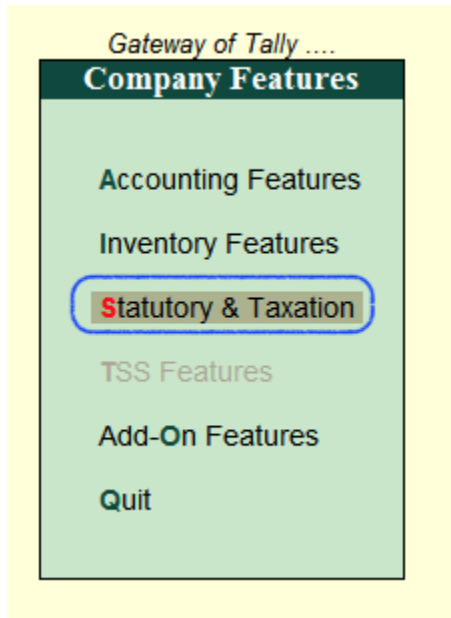 Gateway of Tally ....
Company Features
Accounting Features
Inventory Features
Statutory & Taxation
TSS Features
Add-On Features
Quit